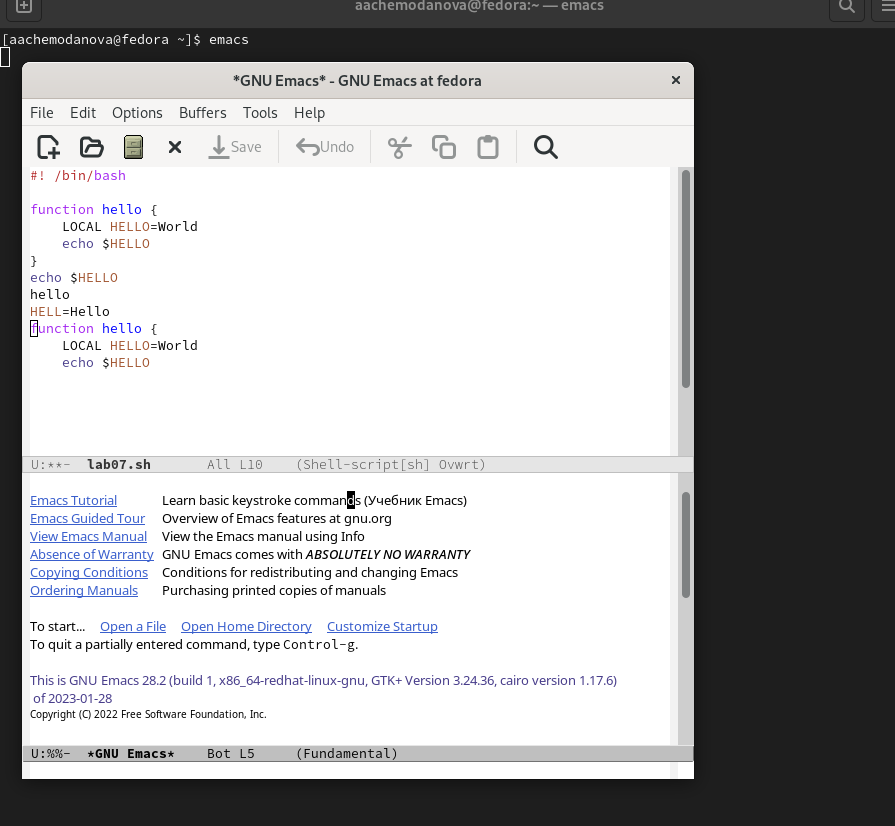 aachemodanova@fedora:~ — emacs
[aachemodanova@fedora ~]$ emacs
*GNU Emacs* - GNU Emacs at fedora
File Edit Options Buffers Tools Help
Save Undo
#! /bin/bash
function hello {
    LOCAL HELLO=World
    echo $HELLO
}
echo $HELLO
hello
HELL=Hello
function hello {
    LOCAL HELLO=World
    echo $HELLO
U:**-  lab07.sh       All L10    (Shell-script[sh] Ovwrt)
Emacs Tutorial Learn basic keystroke commands (Учебник Emacs)
Emacs Guided Tour Overview of Emacs features at gnu.org
View Emacs Manual View the Emacs manual using Info
Absence of Warranty GNU Emacs comes with ABSOLUTELY NO WARRANTY
Copying Conditions Conditions for redistributing and changing Emacs
Ordering Manuals Purchasing printed copies of manuals
To start... Open a File Open Home Directory Customize Startup
To quit a partially entered command, type Control-g.
This is GNU Emacs 28.2 (build 1, x86_64-redhat-linux-gnu, GTK+ Version 3.24.36, cairo version 1.17.6)
of 2023-01-28
Copyright (C) 2022 Free Software Foundation, Inc.
U:%%-  *GNU Emacs*    Bot L5     (Fundamental)